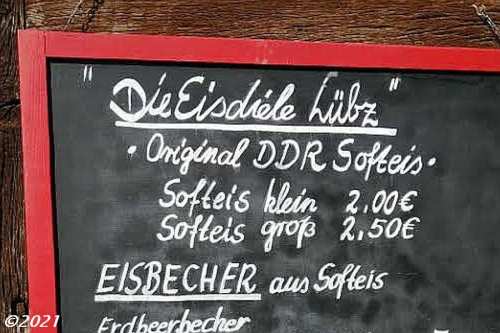 "Die Eisdiele Lübz"
• Original DDR Softeis •
Softeis klein 2,00€
Softeis groß 2,50€
EISBECHER aus Softeis
Erdbeerbecher
©2021